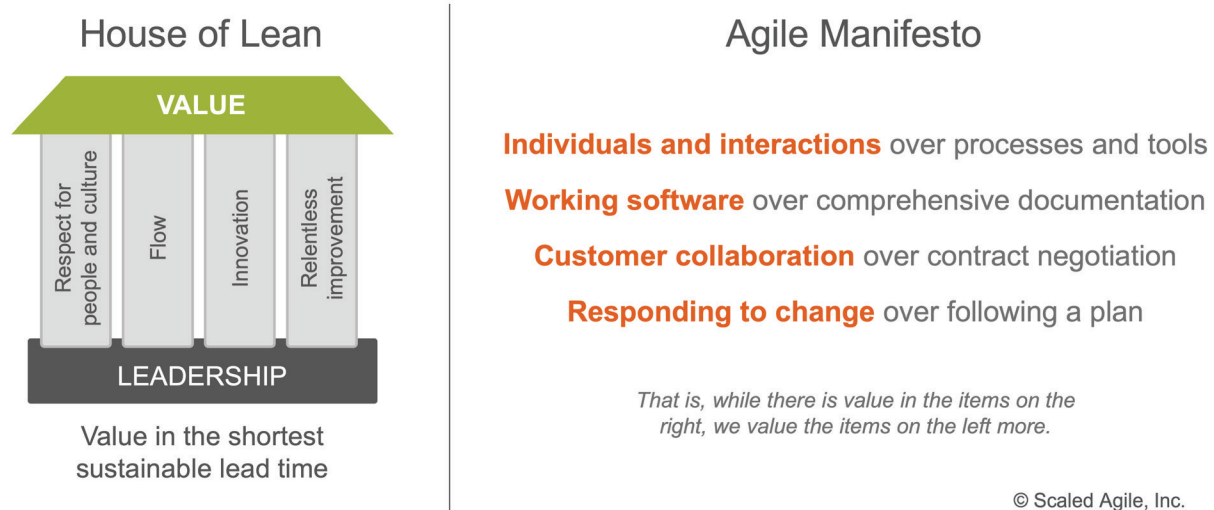 House of Lean
VALUE
Respect for
people and culture
Flow
Innovation
Relentless
improvement
LEADERSHIP
Value in the shortest
sustainable lead time
Agile Manifesto
Individuals and interactions over processes and tools
Working software over comprehensive documentation
Customer collaboration over contract negotiation
Responding to change over following a plan
That is, while there is value in the items on the
right, we value the items on the left more.
© Scaled Agile, Inc.